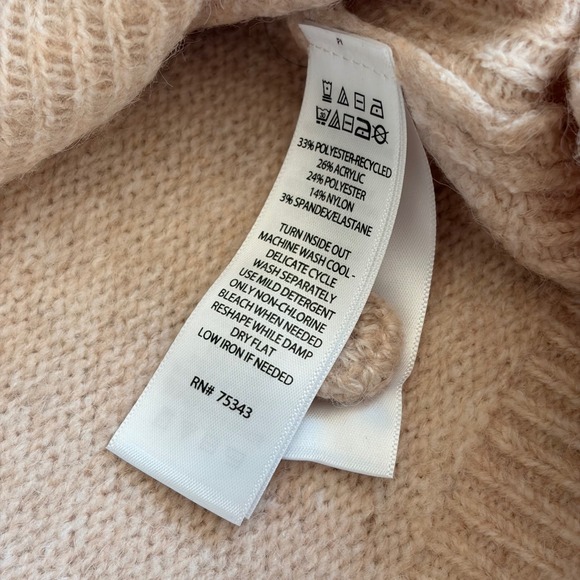 33% POLYESTER-RECYCLED
26% ACRYLIC
24% POLYESTER
14% NYLON
3% SPANDEX/ELASTANE
TURN INSIDE OUT
MACHINE WASH COOL -
DELICATE CYCLE
WASH SEPARATELY
USE MILD DETERGENT
ONLY NON-CHLORINE
BLEACH WHEN NEEDED
RESHAPE WHILE DAMP
DRY FLAT
LOW IRON IF NEEDED
RN# 75343